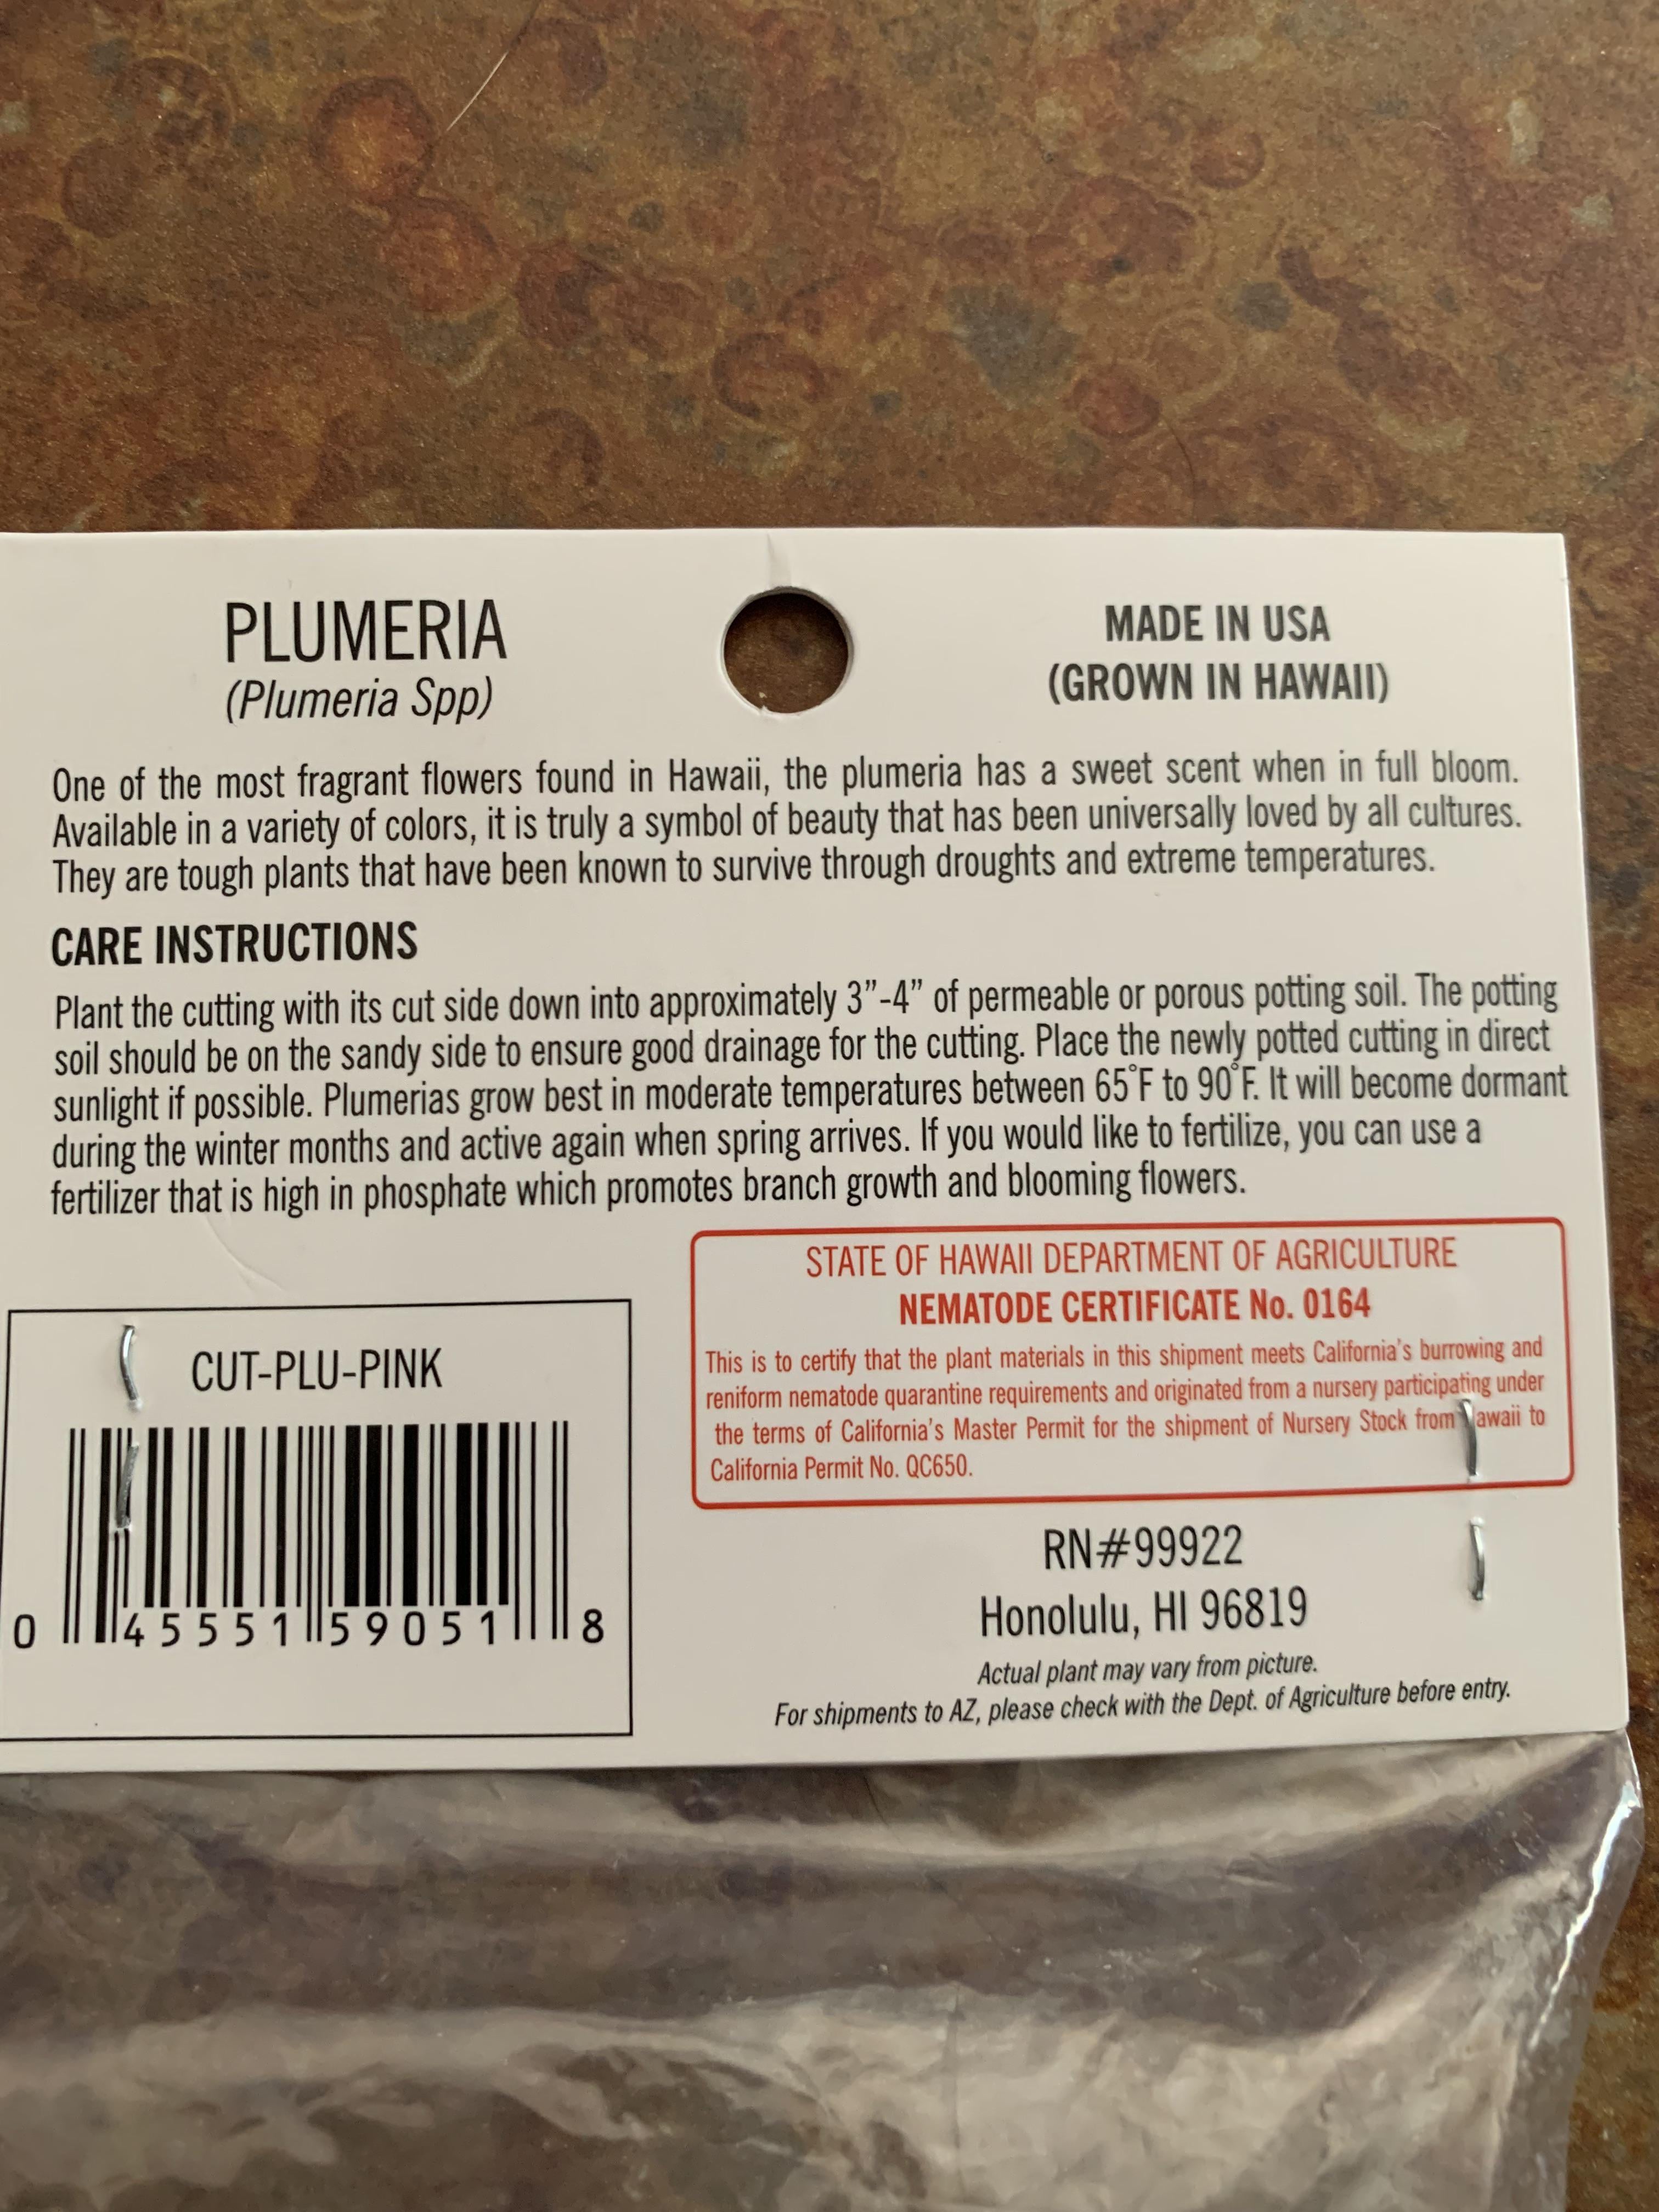 PLUMERIA
(Plumeria Spp)
MADE IN USA
(GROWN IN HAWAII)
One of the most fragrant flowers found in Hawaii, the plumeria has a sweet scent when in full bloom.
Available in a variety of colors, it is truly a symbol of beauty that has been universally loved by all cultures.
They are tough plants that have been known to survive through droughts and extreme temperatures.
CARE INSTRUCTIONS
Plant the cutting with its cut side down into approximately 3”-4” of permeable or porous potting soil. The potting
soil should be on the sandy side to ensure good drainage for the cutting. Place the newly potted cutting in direct
sunlight if possible. Plumerias grow best in moderate temperatures between 65°F to 90°F. It will become dormant
during the winter months and active again when spring arrives. If you would like to fertilize, you can use a
fertilizer that is high in phosphate which promotes branch growth and blooming flowers.
CUT-PLU-PINK
0 45551 59051 8
STATE OF HAWAII DEPARTMENT OF AGRICULTURE
NEMATODE CERTIFICATE No. 0164
This is to certify that the plant materials in this shipment meets California’s burrowing and
reniform nematode quarantine requirements and originated from a nursery participating under
the terms of California’s Master Permit for the shipment of Nursery Stock from Hawaii to
California Permit No. QC650.
RN#99922
Honolulu, HI 96819
Actual plant may vary from picture.
For shipments to AZ, please check with the Dept. of Agriculture before entry.